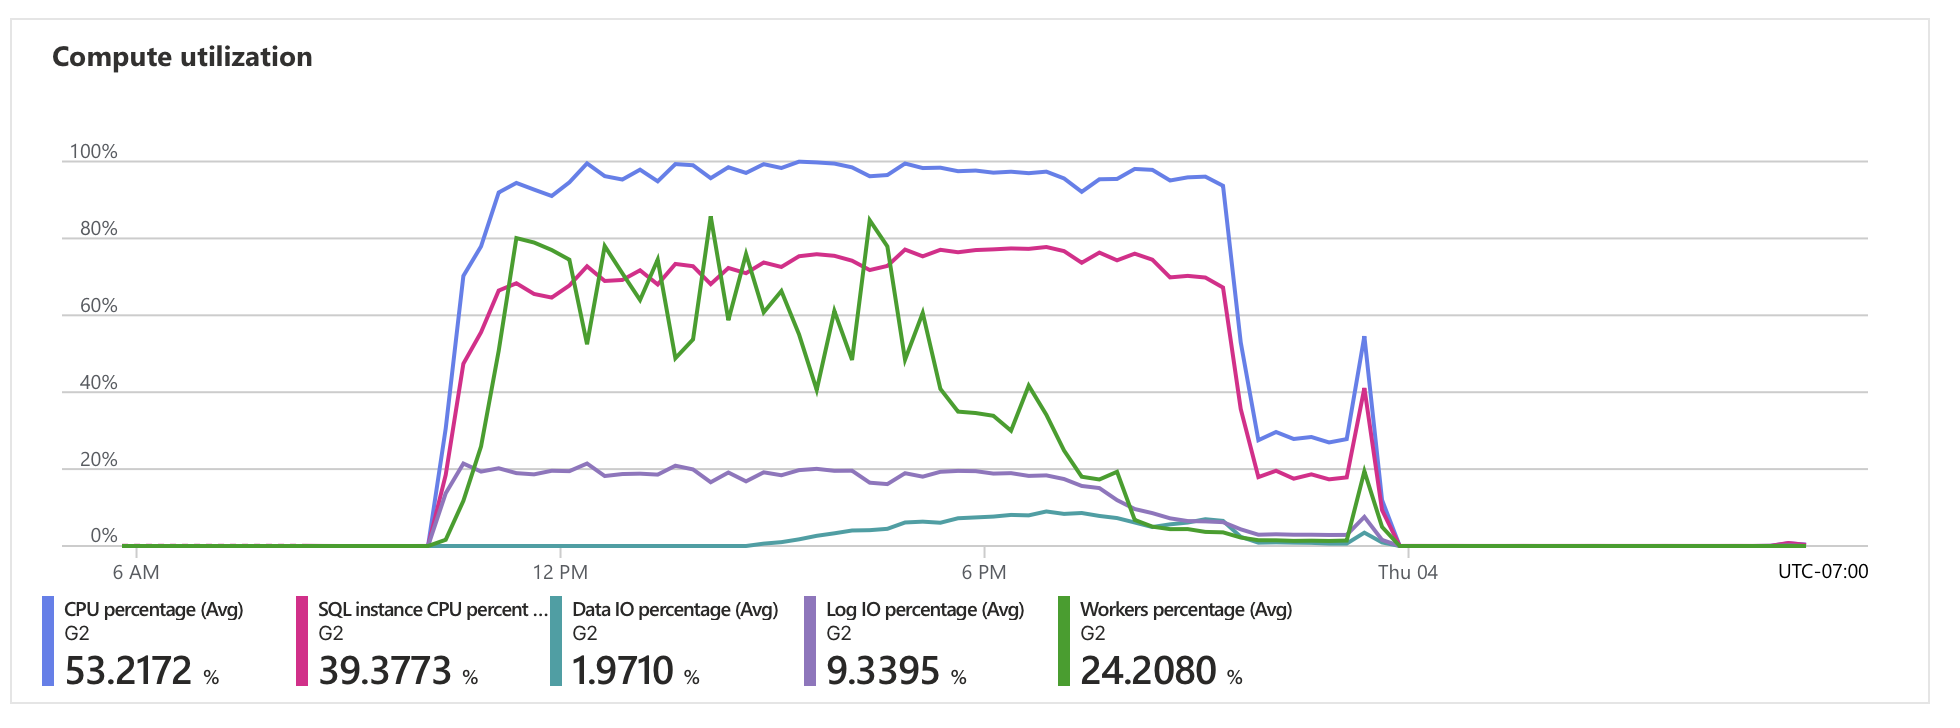 Compute utilization
100%
80%
60%
40%
20%
0%
6 AM 12 PM 6 PM Thu 04 UTC-07:00
CPU percentage (Avg)
G2
53.2172 %
SQL instance CPU percent ...
G2
39.3773 %
Data IO percentage (Avg)
G2
1.9710 %
Log IO percentage (Avg)
G2
9.3395 %
Workers percentage (Avg)
G2
24.2080 %